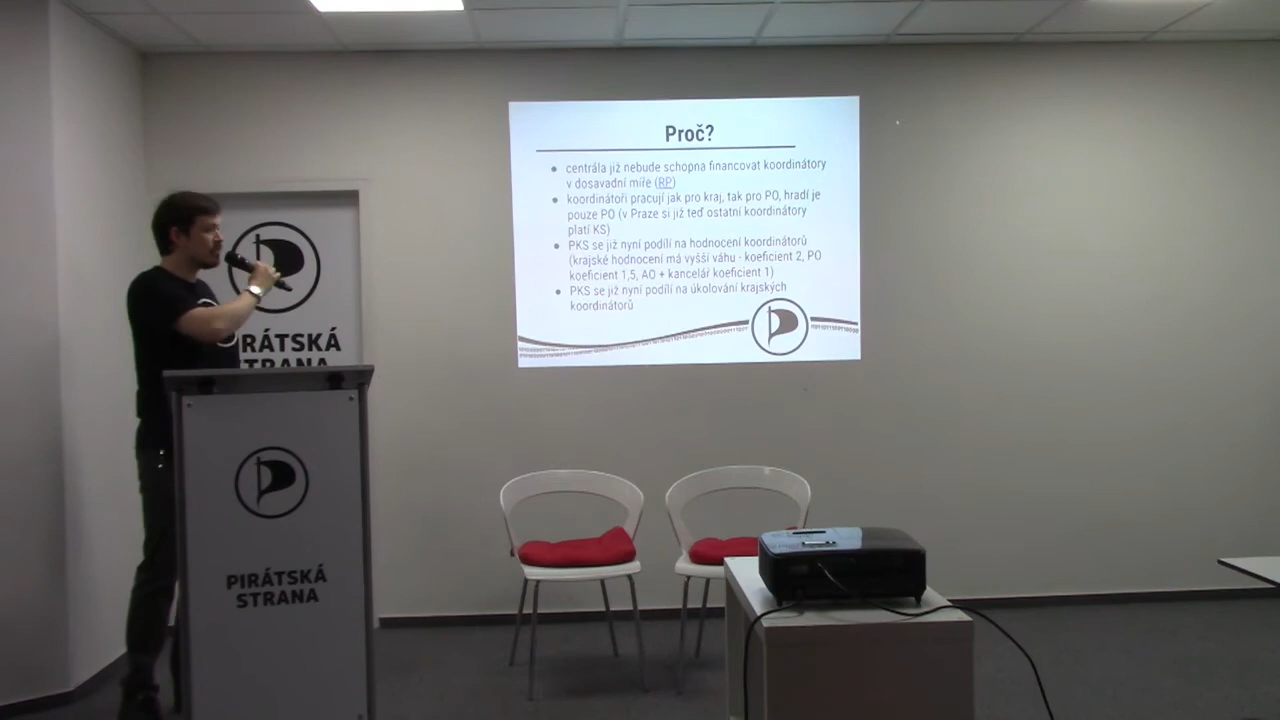 Proč?
● centrála již nebude schopna financovat koordinátory
v dosavadní míře (RP)
● koordinátoři pracují jak pro kraj, tak pro PO, hradí je
pouze PO (v Praze si již teď ostatní koordinátory
platí KS)
● PKS se již nyní podílí na hodnocení koordinátorů
(krajské hodnocení má vyšší váhu - koeficient 2, PO
koeficient 1,5, AO + kancelář koeficient 1)
● PKS se již nyní podílí na úkolování krajských
koordinátorů
RÁTSKÁ
STRANA
PIRÁTSKÁ
STRANA